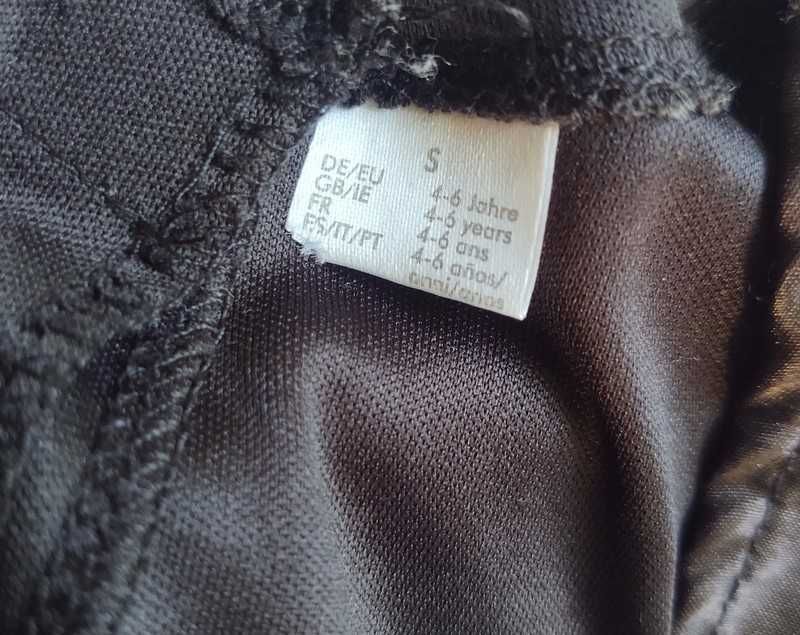 S
DE/EU 4-6 Jahre
GB/IE 4-6 years
FR 4-6 ans
ES/IT/PT 4-6 años/
anni/anos